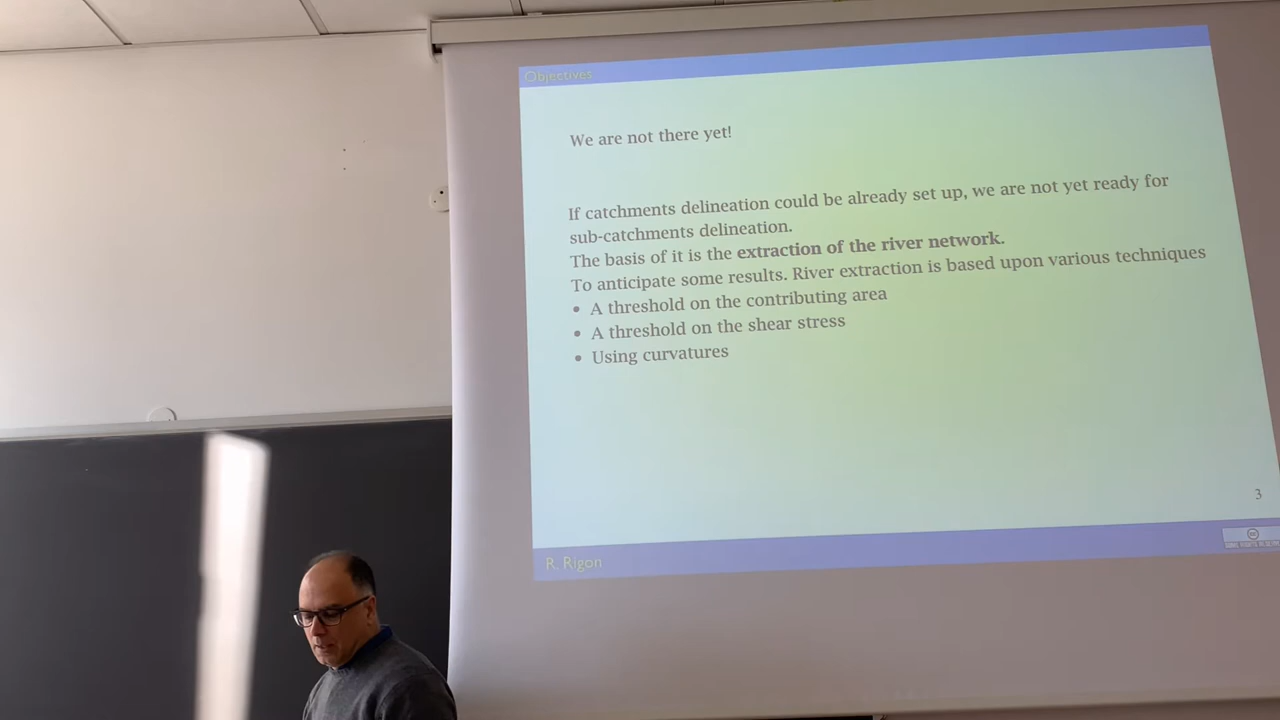 Objectives
We are not there yet!
If catchments delineation could be already set up, we are not yet ready for
sub-catchments delineation.
The basis of it is the extraction of the river network.
To anticipate some results. River extraction is based upon various techniques
• A threshold on the contributing area
• A threshold on the shear stress
• Using curvatures
3
R. Rigon